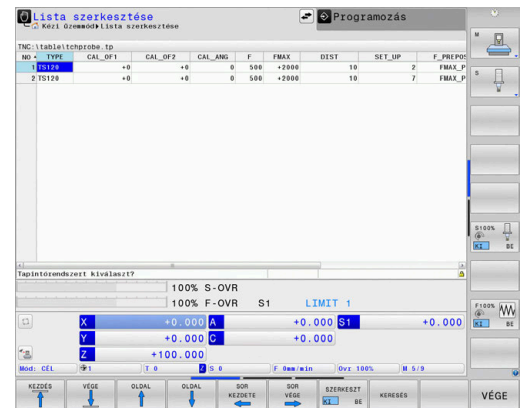 Lista szerkesztése
Programozás
Kézi üzemmód▸Lista szerkesztése
TNC:\table\tchprobe.tp
NO TYPE CAL_OF1 CAL_OF2 CAL_ANG F FMAX DIST SET_UP F_PREPOS
1 TS120 +0 +0 0 500 +2000 10 2 FMAX_P
2 TS120 +0 +0 0 500 +2000 10 7 FMAX_P
M
S
S100%
KI BE
Tapintórendszert kiválaszt?
100% S-OVR
100% F-OVR S1 LIMIT 1
F100% W
KI BE
X +0.000 A +0.000 S1 +0.000
Y +0.000 C +0.000
Z +100.000
Mód: CÉL 1 T 0 Z S 0 F 0mm/min Ovr 100% M 5/9
KEZDÉS VÉGE OLDAL OLDAL SOR KEZDETE SOR VÉGE SZERKESZT KI BE KERESÉS VÉGE